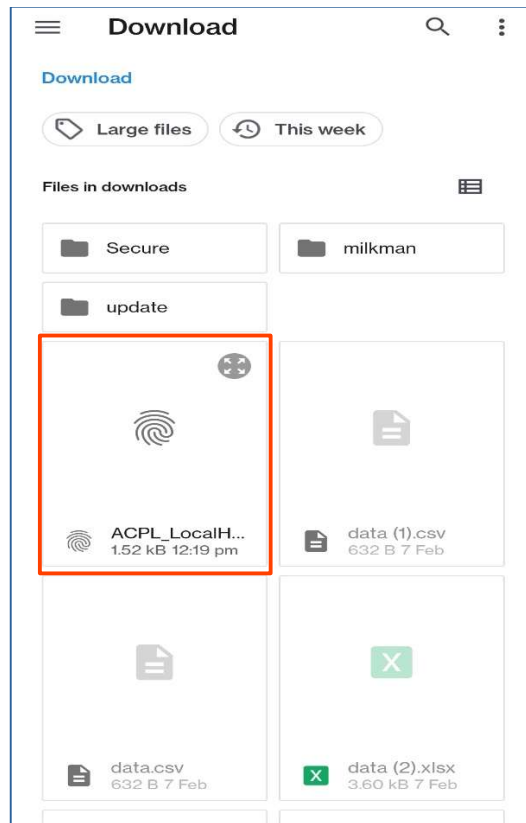 Download
Download
Large files
This week
Files in downloads
Secure
milkman
update
ACPL_LocalH...
1.52 kB 12:19 pm
data (1).csv
632 B 7 Feb
data.csv
632 B 7 Feb
data (2).xlsx
3.60 kB 7 Feb